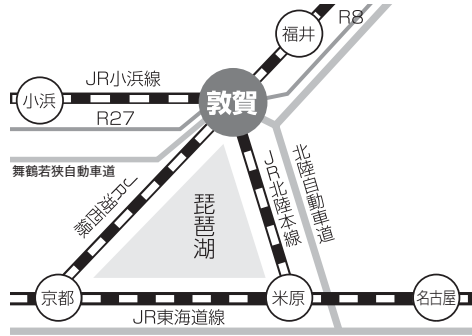 R8
福井
JR小浜線
小浜
敦賀
R27
舞鶴若狭自動車道
JR湖西線
琵琶湖
JR北陸本線
北陸自動車道
京都
米原
名古屋
JR東海道線